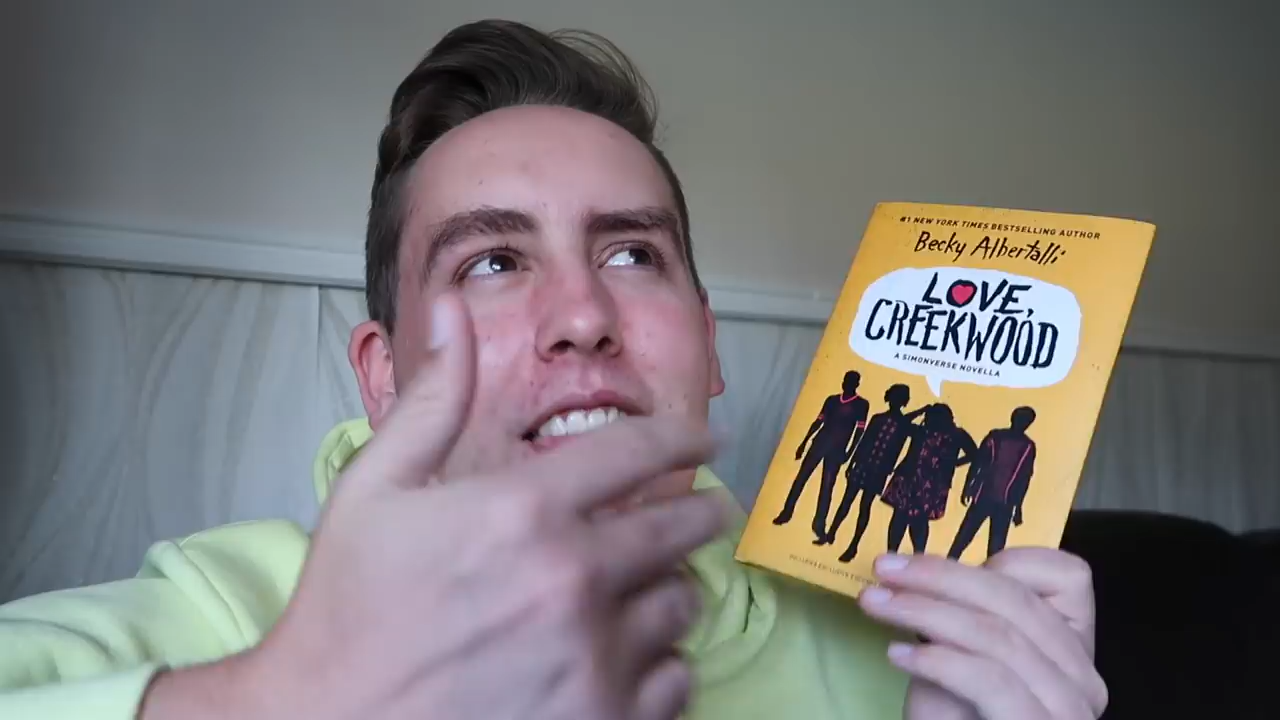 #1 NEW YORK TIMES BESTSELLING AUTHOR
Becky Albertalli
LOVE,
CREEKWOOD
A SIMONVERSE NOVELLA